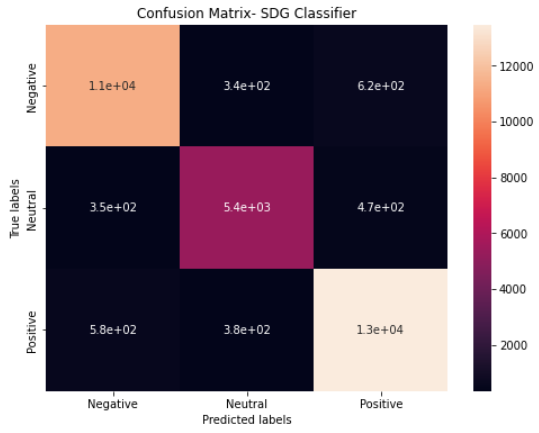 Confusion Matrix- SDG Classifier
Negative
1.1e+04
3.4e+02
6.2e+02
Neutral
3.5e+02
5.4e+03
4.7e+02
Positive
5.8e+02
3.8e+02
1.3e+04
True labels
Negative
Neutral
Positive
Predicted labels
12000
10000
8000
6000
4000
2000